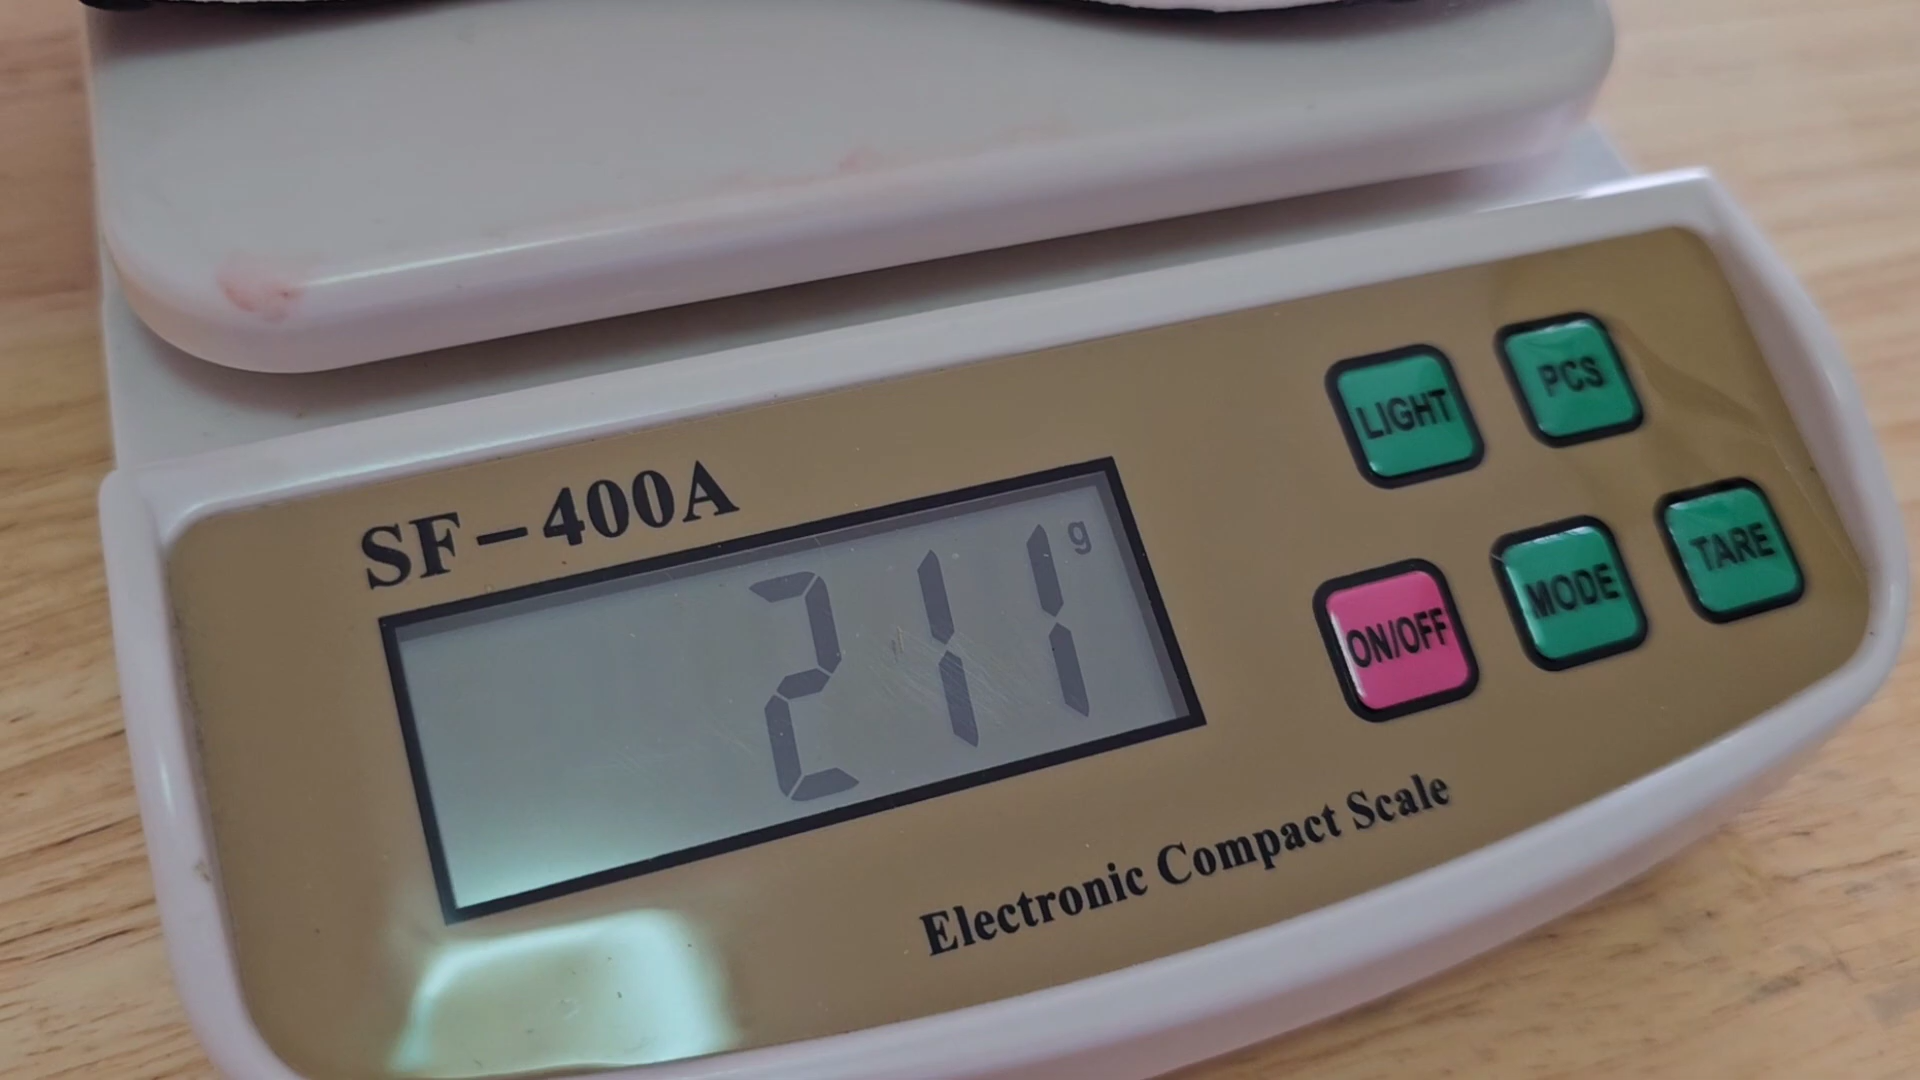 SF-400A
211 g
LIGHT
PCS
ON/OFF
MODE
TARE
Electronic Compact Scale